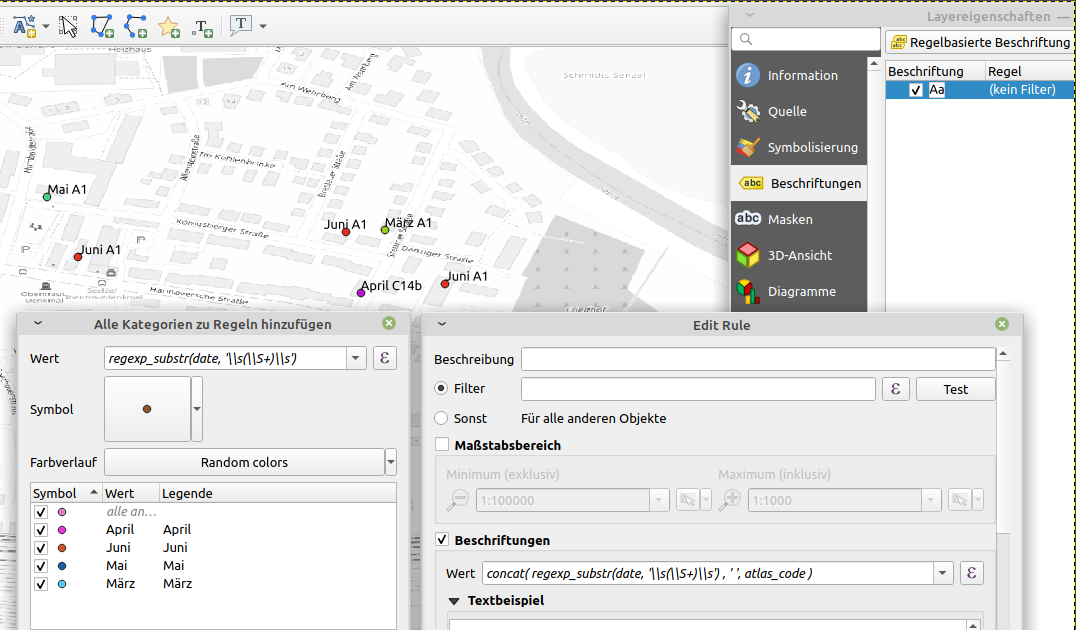 T
T
Layereigenschaften
Regelbasierte Beschriftung
Beschriftung
Regel
Aa
(kein Filter)
Information
Quelle
Symbolisierung
abc
Beschriftungen
abc
Masken
3D-Ansicht
Diagramme
Am Wehrberg
Schmidts Senzel
Im Kühlenbrinke
Mai A1
Juni A1
März A1
Königsberger Straße
Danziger Straße
Juni A1
April C14b
Juni A1
Hannoversche Straße
Alle Kategorien zu Regeln hinzufügen
Wert
regexp_substr(date, '\\s(\\S+)\\s')
ε
Symbol
Farbverlauf
Random colors
Symbol
Wert
Legende
alle an…
April
April
Juni
Juni
Mai
Mai
März
März
Edit Rule
Beschreibung
Filter
ε
Test
Sonst
Für alle anderen Objekte
Maßstabsbereich
Minimum (exklusiv)
Maximum (inklusiv)
1:100000
1:1000
Beschriftungen
Wert
concat( regexp_substr(date, '\\s(\\S+)\\s') , ' ', atlas_code )
ε
Textbeispiel